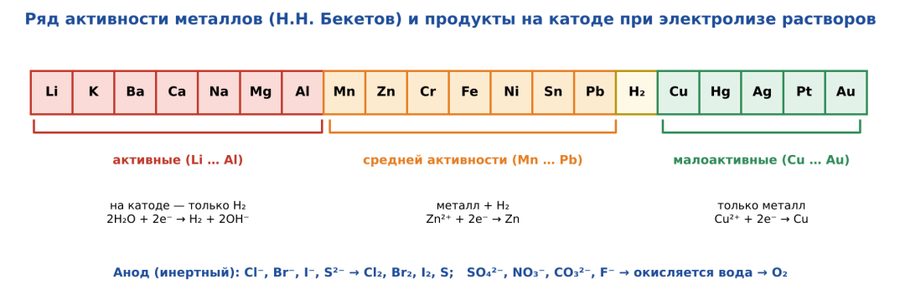 Ряд активности металлов (Н.Н. Бекетов) и продукты на катоде при электролизе растворов
Li K Ba Ca Na Mg Al Mn Zn Cr Fe Ni Sn Pb H₂ Cu Hg Ag Pt Au
активные (Li … Al) средней активности (Mn … Pb) малоактивные (Cu … Au)
на катоде — только H₂ металл + H₂ только металл
2H₂O + 2e⁻ → H₂ + 2OH⁻ Zn²⁺ + 2e⁻ → Zn Cu²⁺ + 2e⁻ → Cu
Анод (инертный): Cl⁻, Br⁻, I⁻, S²⁻ → Cl₂, Br₂, I₂, S; SO₄²⁻, NO₃⁻, CO₃²⁻, F⁻ → окисляется вода → O₂